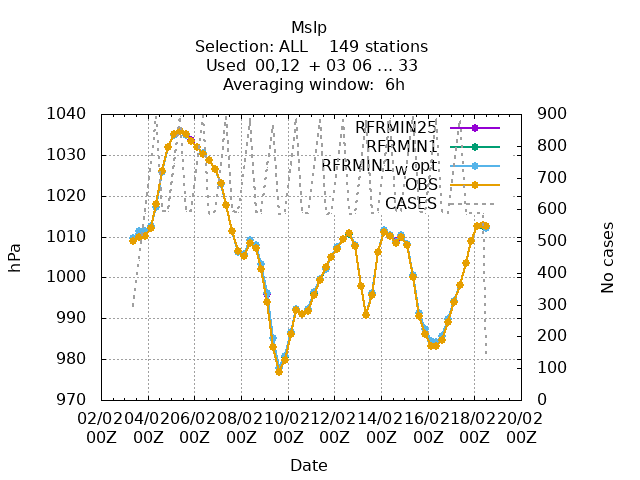 Mslp
Selection: ALL    149 stations
Used  00,12  + 03 06 ... 33
Averaging window:  6h
1040
1030
1020
1010
1000
990
980
970
hPa
900
800
700
600
500
400
300
200
100
0
No cases
RFRMIN25
RFRMIN1
RFRMIN1w opt
OBS
CASES
02/02 04/02 06/02 08/02 10/02 12/02 14/02 16/02 18/02 20/02
00Z 00Z 00Z 00Z 00Z 00Z 00Z 00Z 00Z 00Z
Date